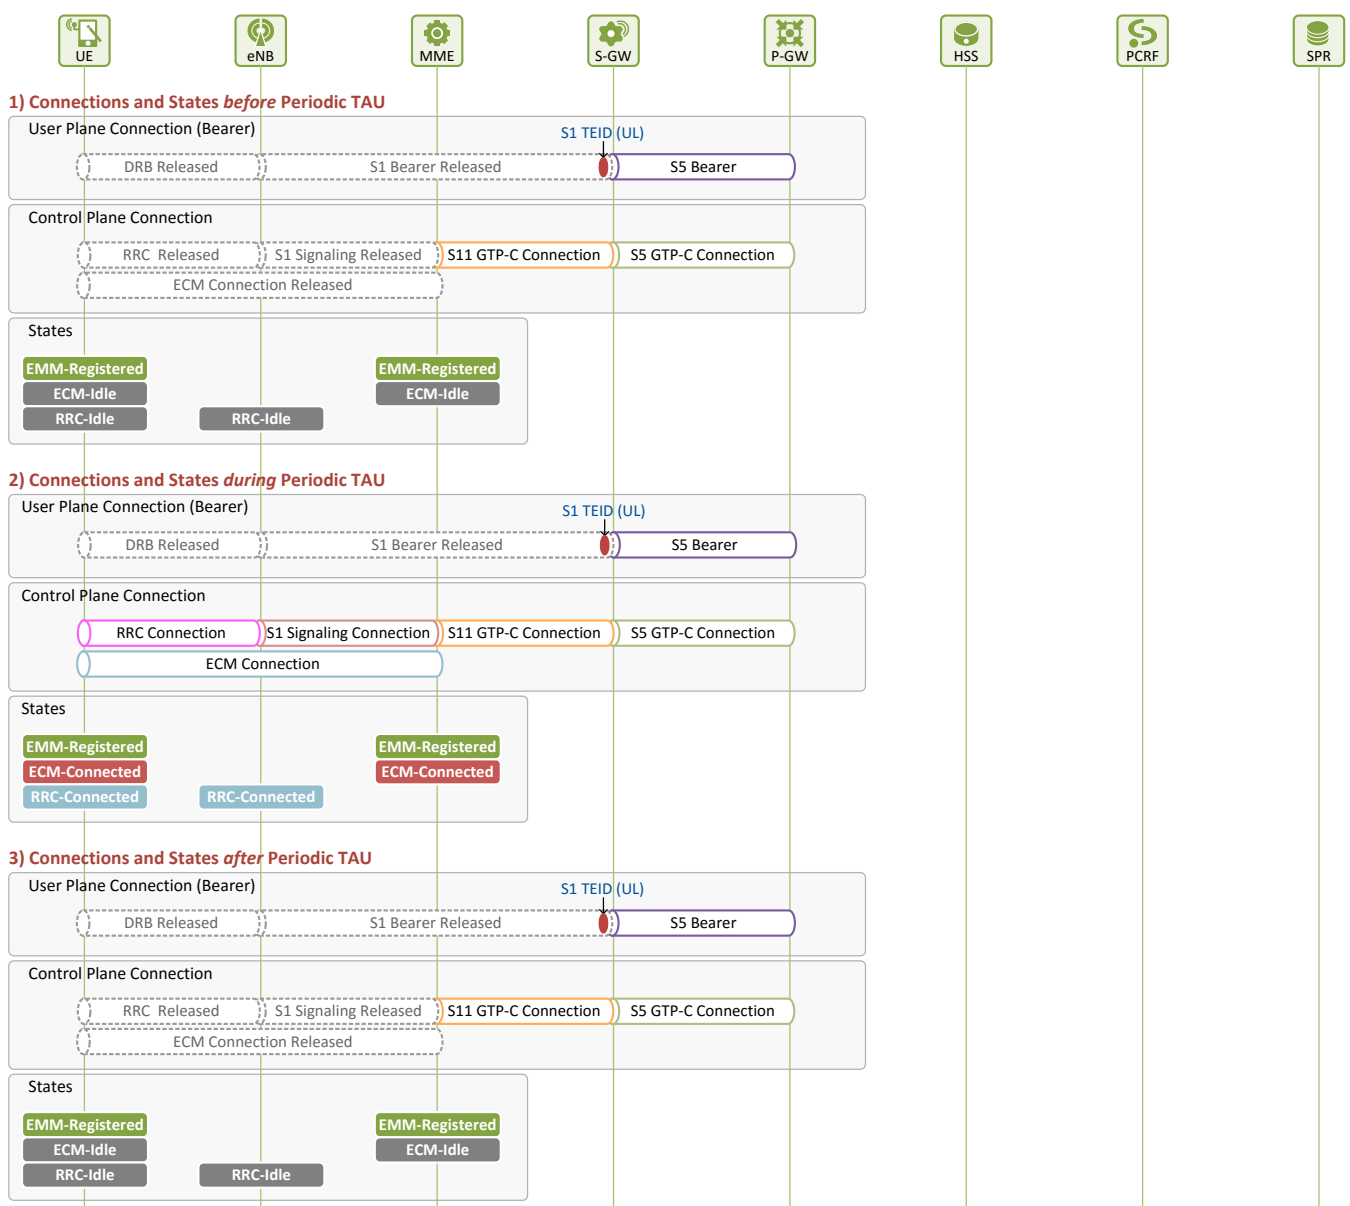 UE eNB MME S-GW P-GW HSS PCRF SPR
1) Connections and States before Periodic TAU
User Plane Connection (Bearer)
S1 TEID (UL)
DRB Released S1 Bearer Released S5 Bearer
Control Plane Connection
RRC Released S1 Signaling Released S11 GTP-C Connection S5 GTP-C Connection
ECM Connection Released
States
EMM-Registered EMM-Registered
ECM-Idle ECM-Idle
RRC-Idle RRC-Idle
2) Connections and States during Periodic TAU
User Plane Connection (Bearer)
S1 TEID (UL)
DRB Released S1 Bearer Released S5 Bearer
Control Plane Connection
RRC Connection S1 Signaling Connection S11 GTP-C Connection S5 GTP-C Connection
ECM Connection
States
EMM-Registered EMM-Registered
ECM-Connected ECM-Connected
RRC-Connected RRC-Connected
3) Connections and States after Periodic TAU
User Plane Connection (Bearer)
S1 TEID (UL)
DRB Released S1 Bearer Released S5 Bearer
Control Plane Connection
RRC Released S1 Signaling Released S11 GTP-C Connection S5 GTP-C Connection
ECM Connection Released
States
EMM-Registered EMM-Registered
ECM-Idle ECM-Idle
RRC-Idle RRC-Idle